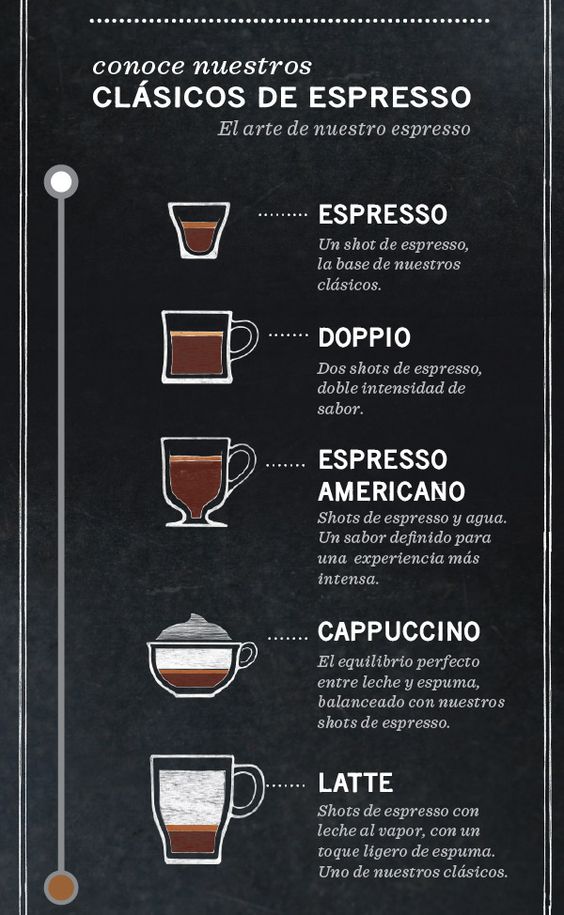 conoce nuestros
CLÁSICOS DE ESPRESSO
El arte de nuestro espresso
ESPRESSO
Un shot de espresso,
la base de nuestros
clásicos.
DOPPIO
Dos shots de espresso,
doble intensidad de
sabor.
ESPRESSO
AMERICANO
Shots de espresso y agua.
Un sabor definido para
una experiencia más
intensa.
CAPPUCCINO
El equilibrio perfecto
entre leche y espuma,
balanceado con nuestros
shots de espresso.
LATTE
Shots de espresso con
leche al vapor, con un
toque ligero de espuma.
Uno de nuestros clásicos.